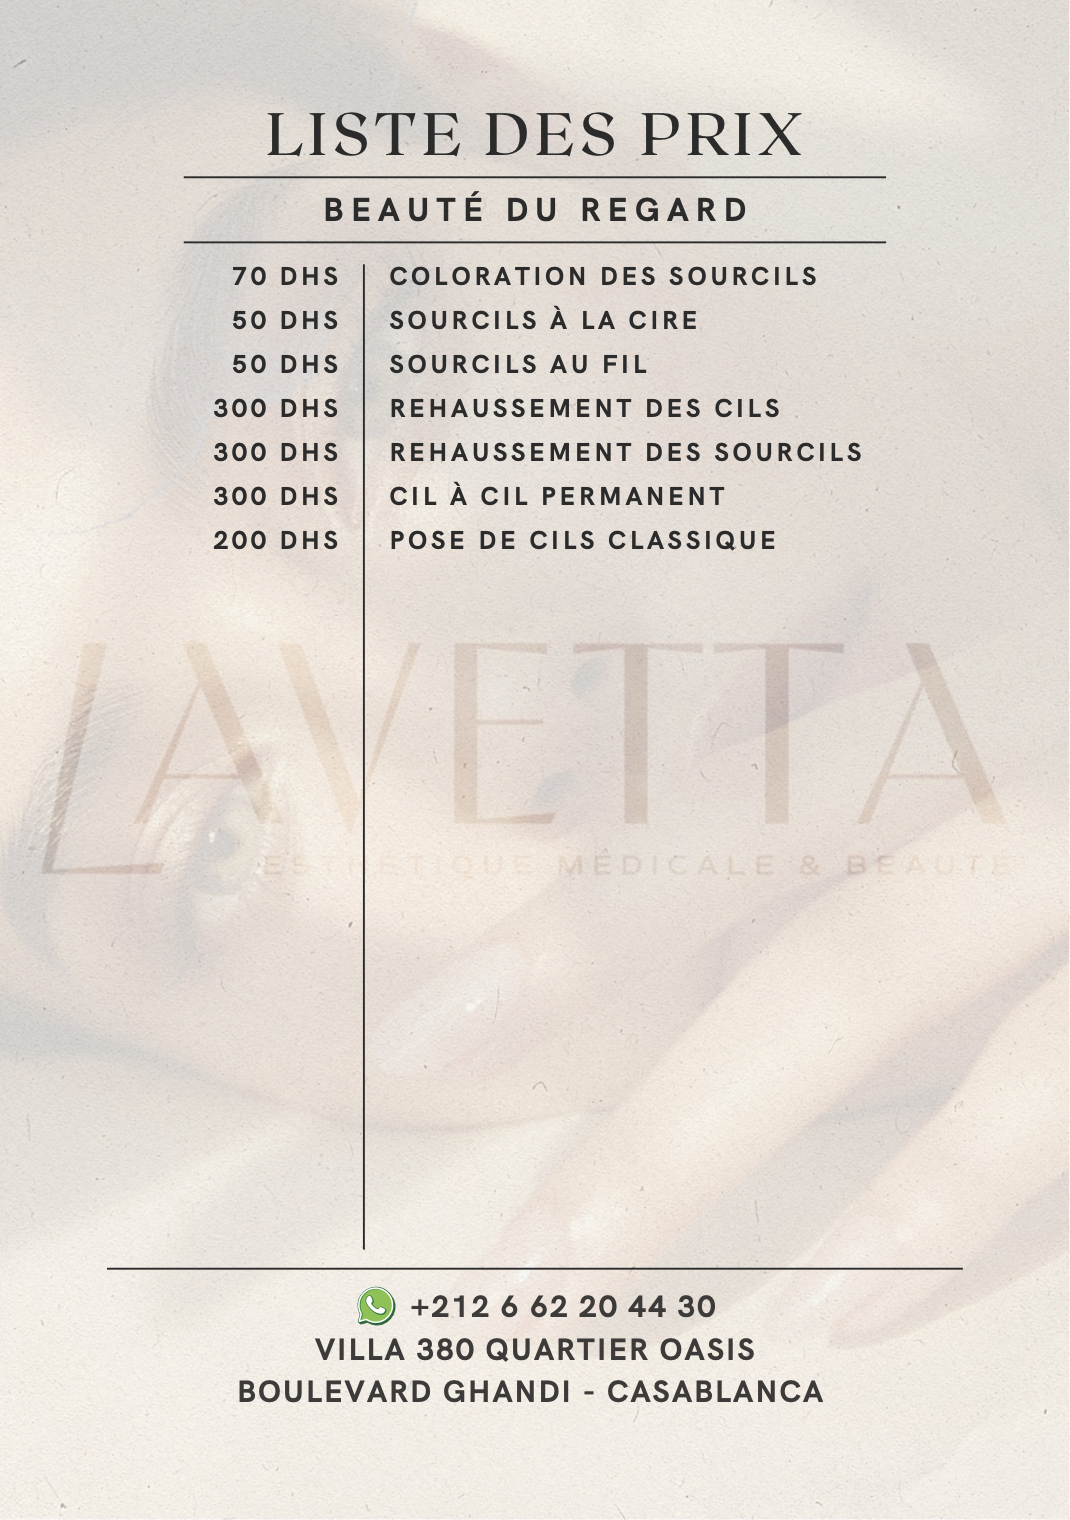 LISTE DES PRIX
BEAUTÉ DU REGARD
70 DHS COLORATION DES SOURCILS
50 DHS SOURCILS À LA CIRE
50 DHS SOURCILS AU FIL
300 DHS REHAUSSEMENT DES CILS
300 DHS REHAUSSEMENT DES SOURCILS
300 DHS CIL À CIL PERMANENT
200 DHS POSE DE CILS CLASSIQUE
LAVETTA
ESTHÉTIQUE MÉDICALE & BEAUTÉ
+212 6 62 20 44 30
VILLA 380 QUARTIER OASIS
BOULEVARD GHANDI - CASABLANCA